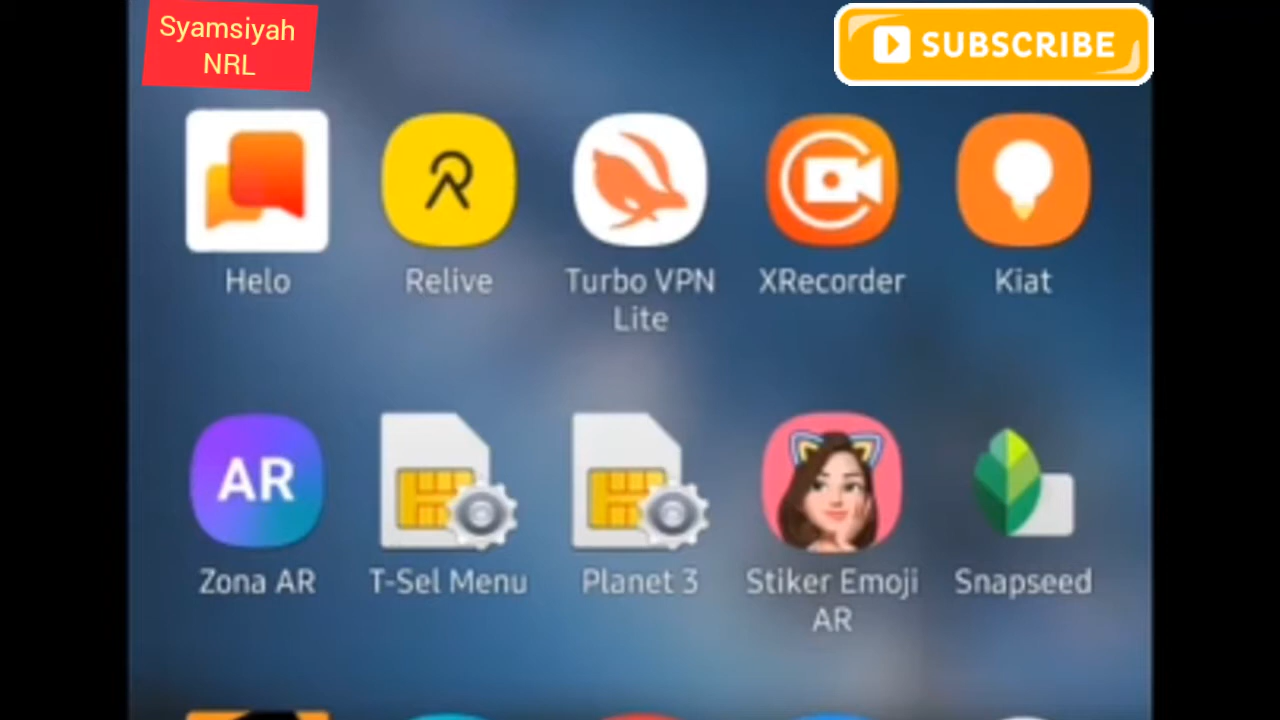 Syamsiyah
NRL
SUBSCRIBE
Helo
Relive
Turbo VPN
Lite
XRecorder
Kiat
AR
Zona AR
T-Sel Menu
Planet 3
Stiker Emoji
AR
Snapseed